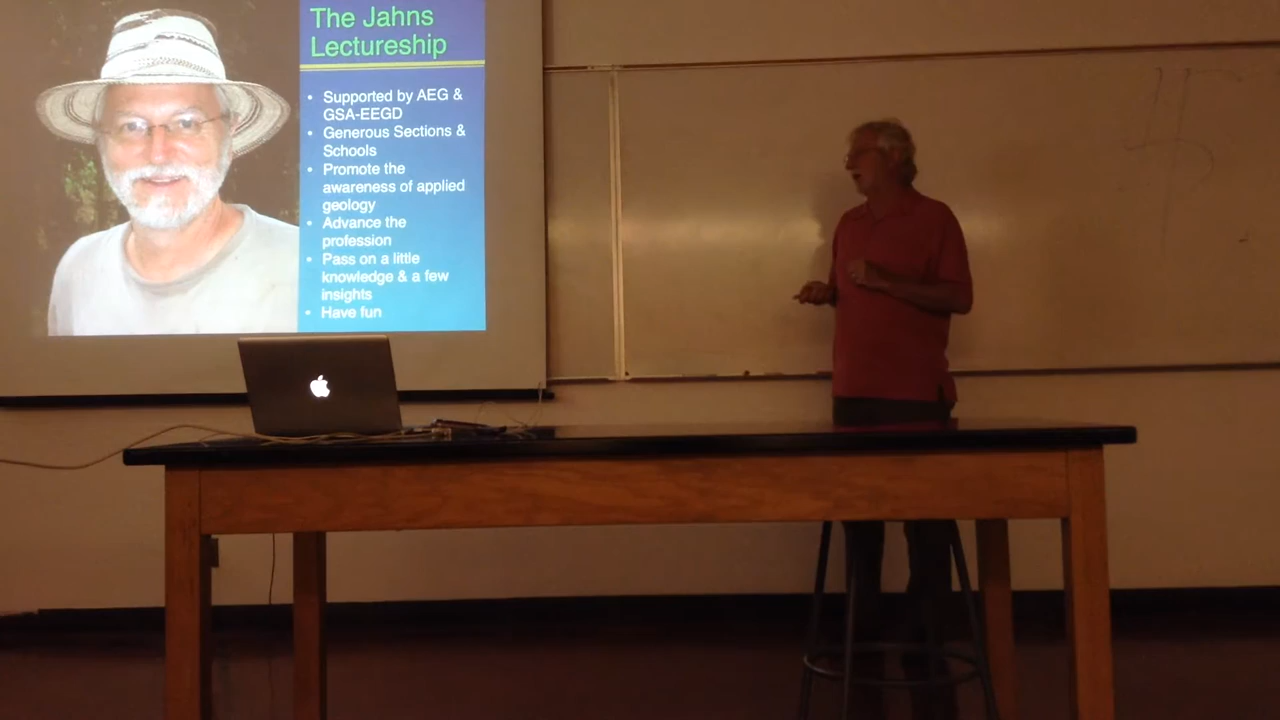 The Jahns
Lectureship
• Supported by AEG &
GSA-EEGD
• Generous Sections &
Schools
• Promote the
awareness of applied
geology
• Advance the
profession
• Pass on a little
knowledge & a few
insights
• Have fun